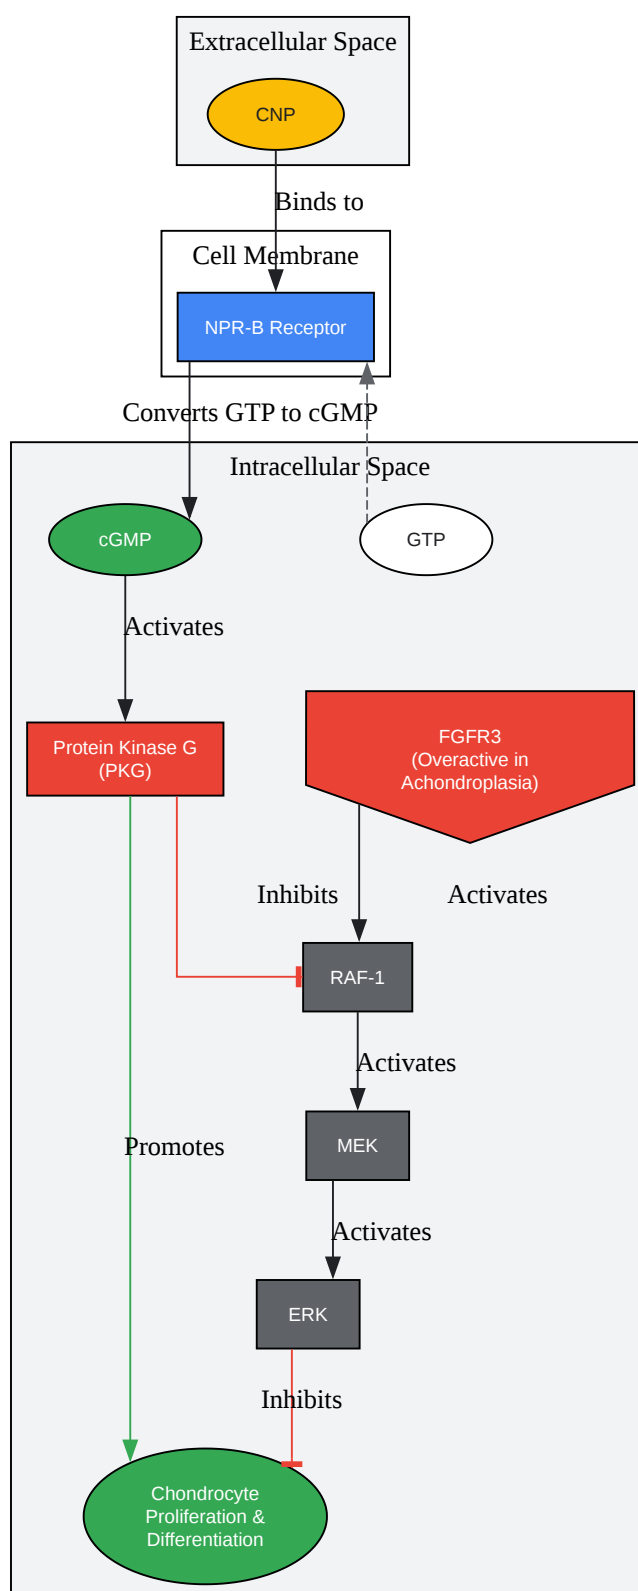 Extracellular Space
CNP
Binds to
Cell Membrane
NPR-B Receptor
Converts GTP to cGMP
Intracellular Space
cGMP
GTP
Activates
Protein Kinase G
(PKG)
FGFR3
(Overactive in
Achondroplasia)
Inhibits
Activates
RAF-1
Activates
MEK
Promotes
Activates
ERK
Inhibits
Chondrocyte
Proliferation &
Differentiation